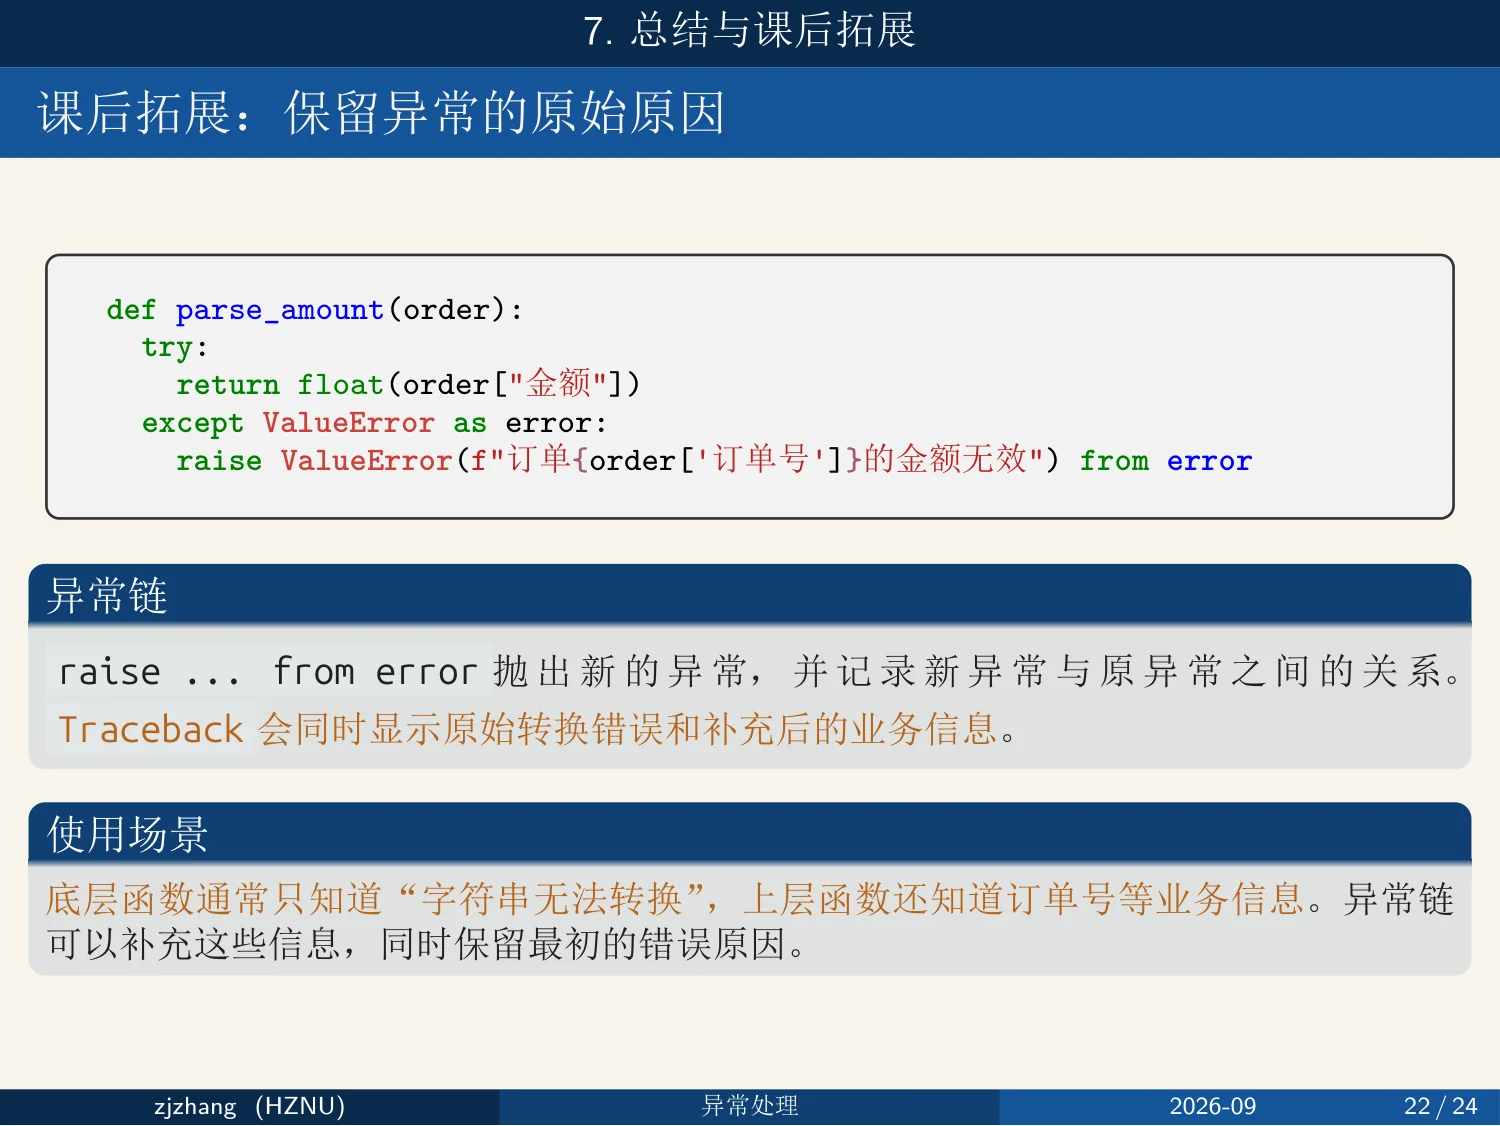 7. 总结与课后拓展
课后拓展：保留异常的原始原因
def parse_amount(order):
  try:
    return float(order["金额"])
  except ValueError as error:
    raise ValueError(f"订单{order['订单号']}的金额无效") from error
异常链
raise ... from error 抛出新的异常，并记录新异常与原异常之间的关系。
Traceback 会同时显示原始转换错误和补充后的业务信息。
使用场景
底层函数通常只知道“字符串无法转换”，上层函数还知道订单号等业务信息。异常链
可以补充这些信息，同时保留最初的错误原因。
zjzhang (HZNU) 异常处理 2026-09 22 / 24